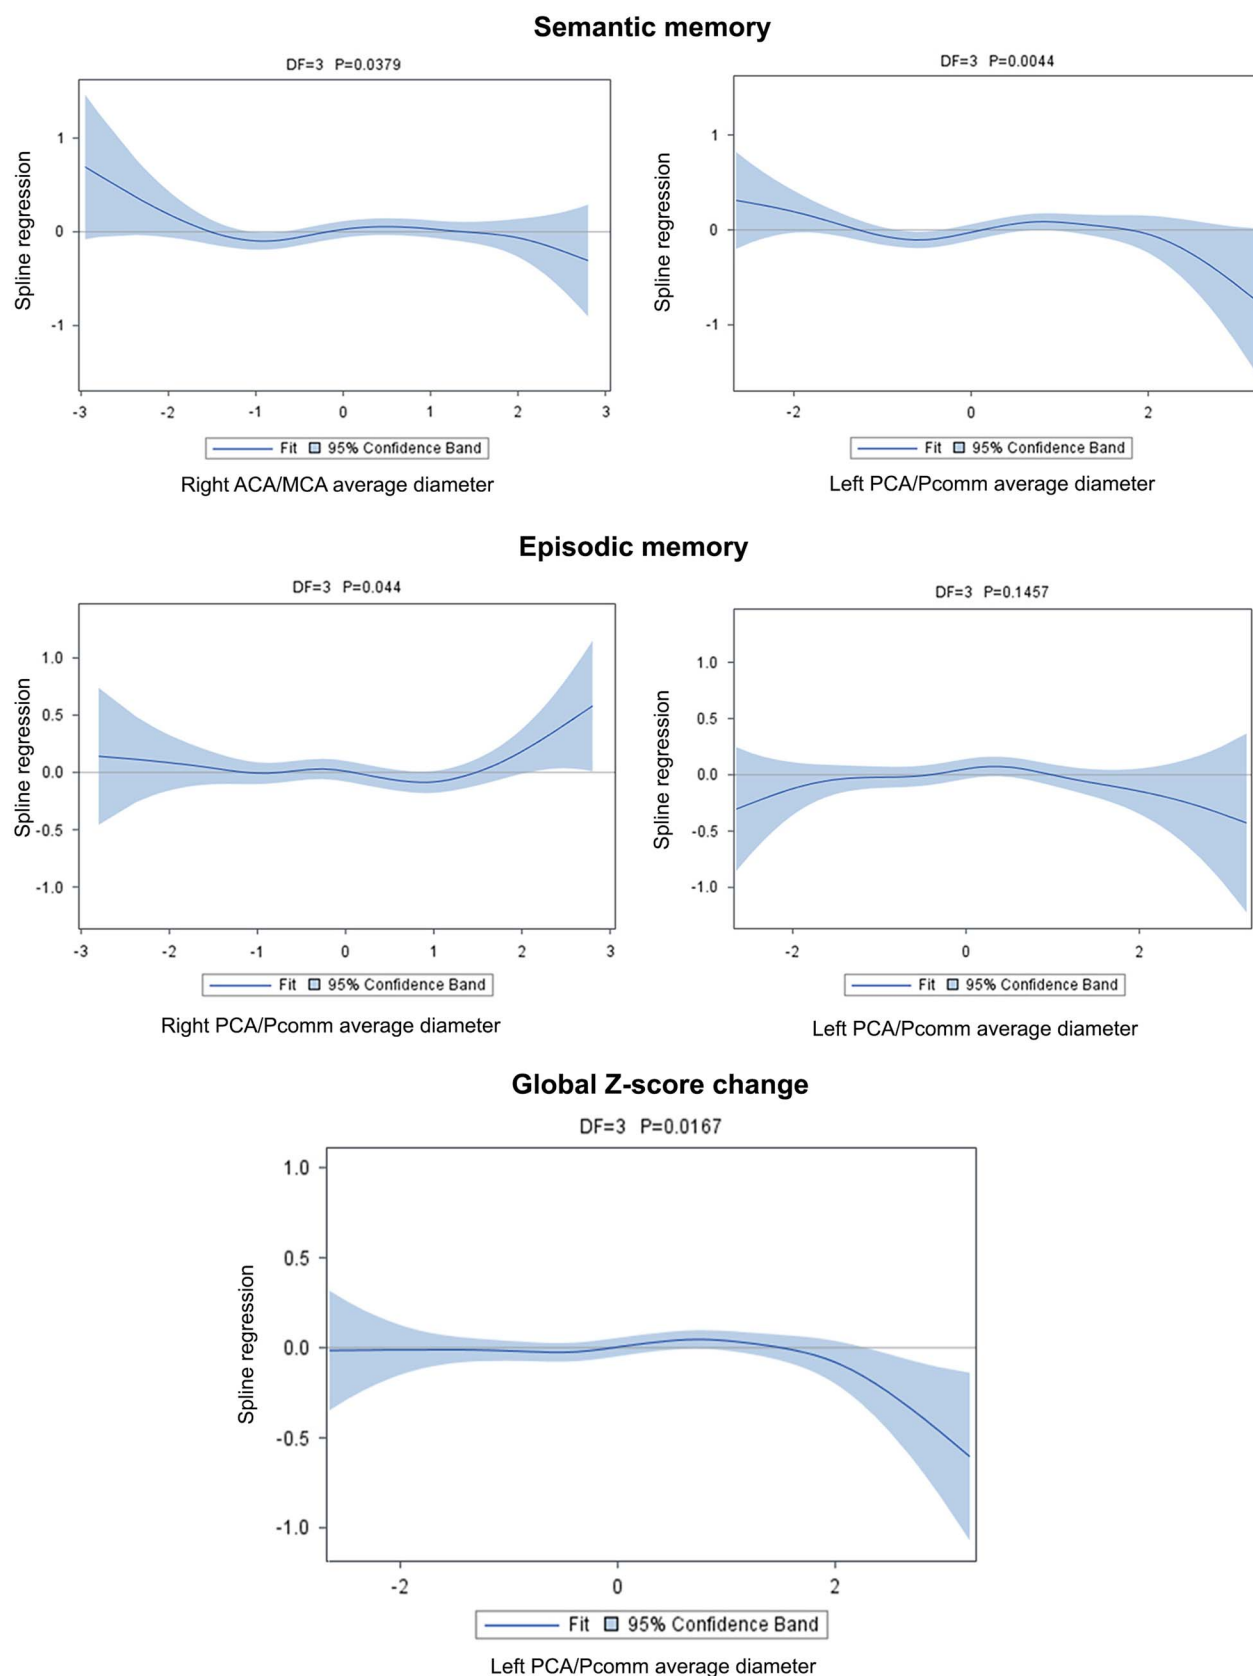 Semantic memory
DF=3 P=0.0379
Spline regression
1
0
-1
-3 -2 -1 0 1 2 3
Fit 95% Confidence Band
Right ACA/MCA average diameter
DF=3 P=0.0044
Spline regression
1
0
-1
-2 0 2
Fit 95% Confidence Band
Left PCA/Pcomm average diameter
Episodic memory
DF=3 P=0.044
Spline regression
1.0
0.5
0.0
-0.5
-1.0
-3 -2 -1 0 1 2 3
Fit 95% Confidence Band
Right PCA/Pcomm average diameter
DF=3 P=0.1457
Spline regression
1.0
0.5
0.0
-0.5
-1.0
-2 0 2
Fit 95% Confidence Band
Left PCA/Pcomm average diameter
Global Z-score change
DF=3 P=0.0167
Spline regression
1.0
0.5
0.0
-0.5
-1.0
-2 0 2
Fit 95% Confidence Band
Left PCA/Pcomm average diameter